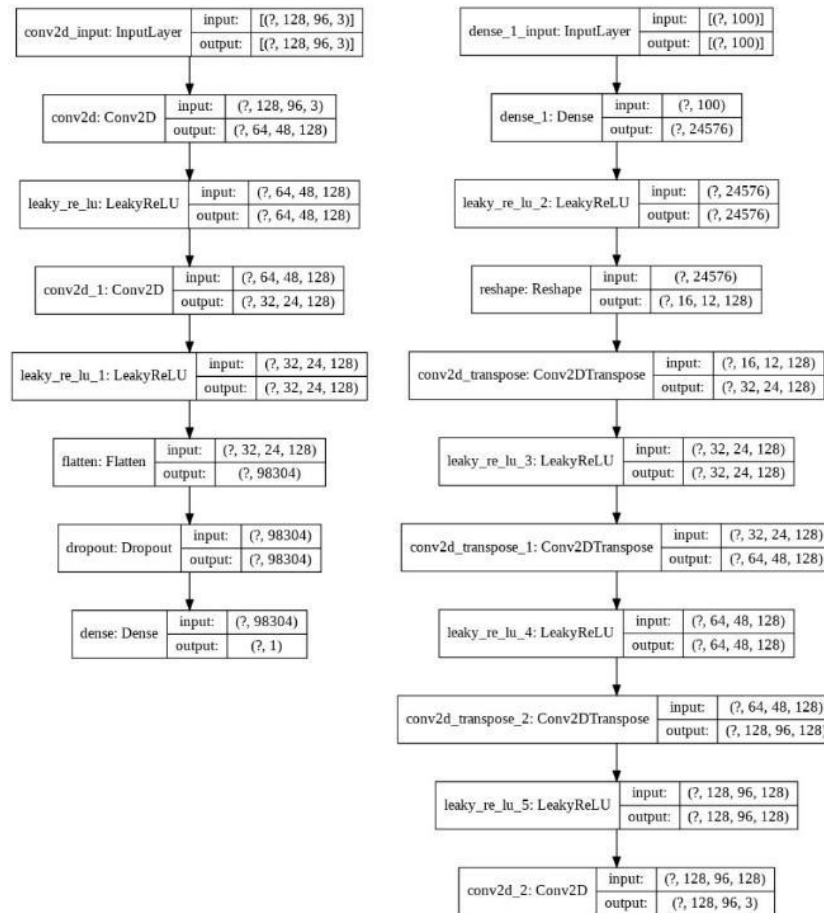 conv2d_input: InputLayer
input: [(?, 128, 96, 3)]
output: [(?, 128, 96, 3)]
conv2d: Conv2D
input: (?, 128, 96, 3)
output: (?, 64, 48, 128)
leaky_re_lu: LeakyReLU
input: (?, 64, 48, 128)
output: (?, 64, 48, 128)
conv2d_1: Conv2D
input: (?, 64, 48, 128)
output: (?, 32, 24, 128)
leaky_re_lu_1: LeakyReLU
input: (?, 32, 24, 128)
output: (?, 32, 24, 128)
flatten: Flatten
input: (?, 32, 24, 128)
output: (?, 98304)
dropout: Dropout
input: (?, 98304)
output: (?, 98304)
dense: Dense
input: (?, 98304)
output: (?, 1)
dense_1_input: InputLayer
input: [(?, 100)]
output: [(?, 100)]
dense_1: Dense
input: (?, 100)
output: (?, 24576)
leaky_re_lu_2: LeakyReLU
input: (?, 24576)
output: (?, 24576)
reshape: Reshape
input: (?, 24576)
output: (?, 16, 12, 128)
conv2d_transpose: Conv2DTranspose
input: (?, 16, 12, 128)
output: (?, 32, 24, 128)
leaky_re_lu_3: LeakyReLU
input: (?, 32, 24, 128)
output: (?, 32, 24, 128)
conv2d_transpose_1: Conv2DTranspose
input: (?, 32, 24, 128)
output: (?, 64, 48, 128)
leaky_re_lu_4: LeakyReLU
input: (?, 64, 48, 128)
output: (?, 64, 48, 128)
conv2d_transpose_2: Conv2DTranspose
input: (?, 64, 48, 128)
output: (?, 128, 96, 128)
leaky_re_lu_5: LeakyReLU
input: (?, 128, 96, 128)
output: (?, 128, 96, 128)
conv2d_2: Conv2D
input: (?, 128, 96, 128)
output: (?, 128, 96, 3)